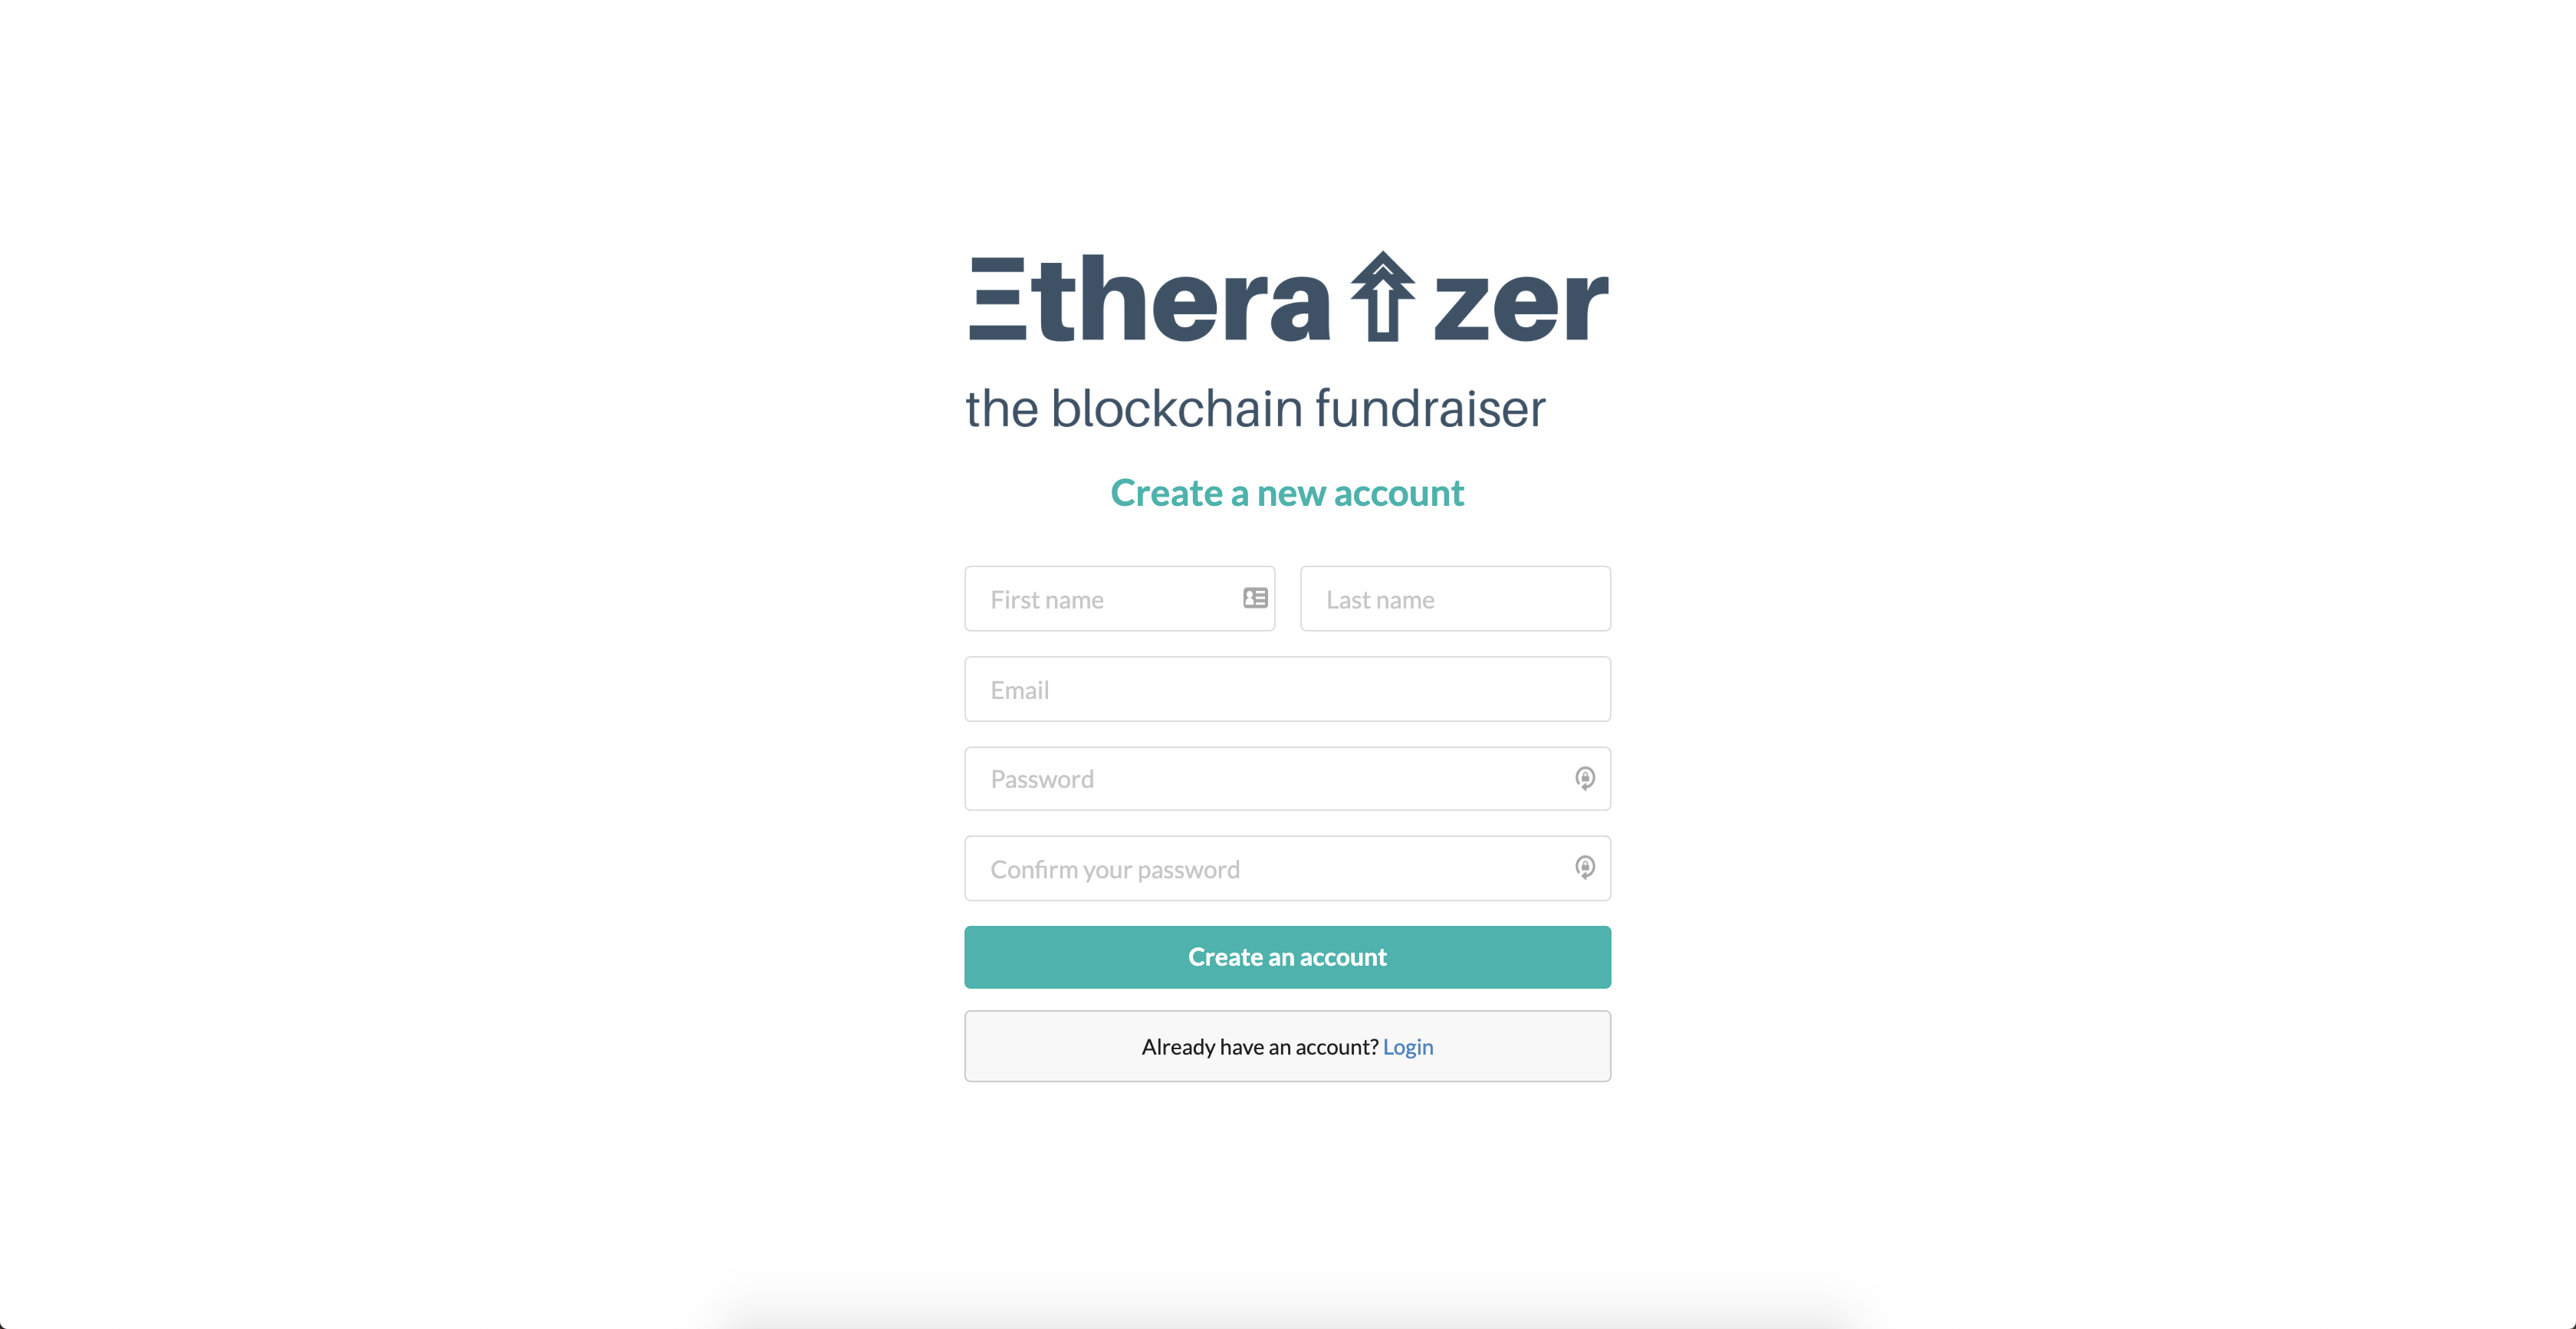 Ξthera⇧zer
the blockchain fundraiser
Create a new account
First name
Last name
Email
Password
Confirm your password
Create an account
Already have an account? Login